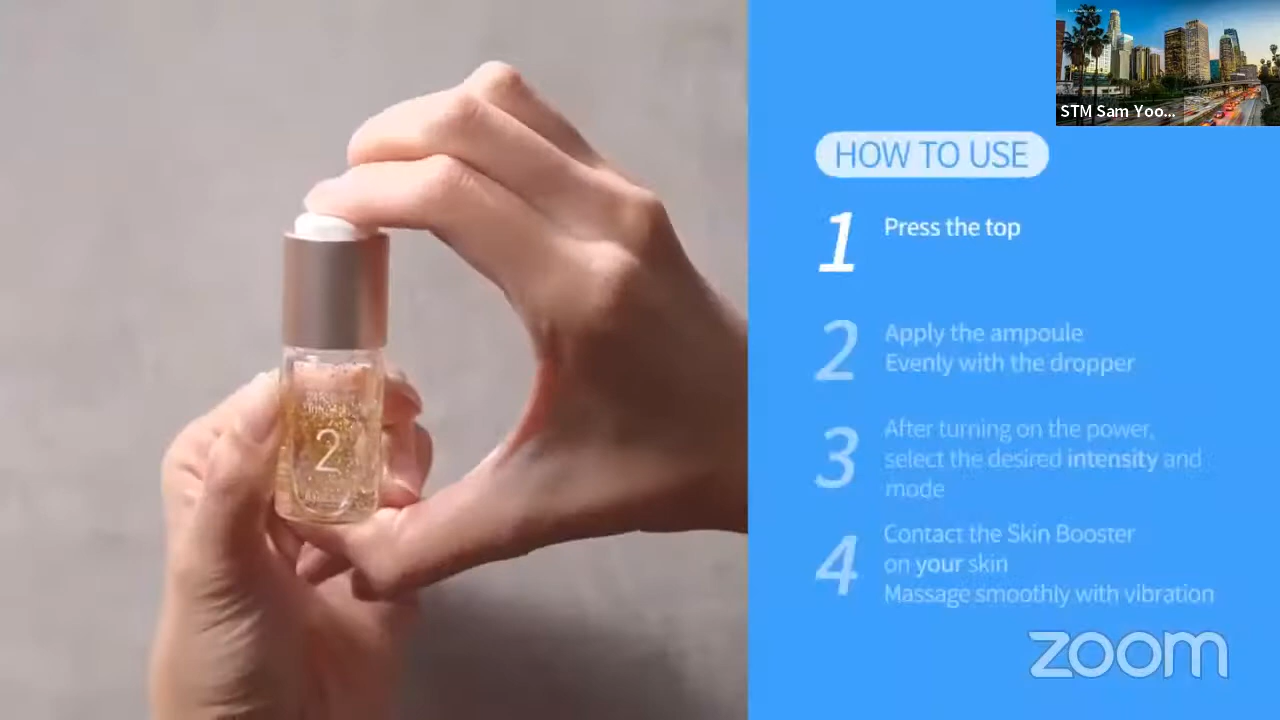 STM Sam Yoo...
HOW TO USE
1
Press the top
2
Apply the ampoule
Evenly with the dropper
3
After turning on the power,
select the desired intensity and
mode
4
Contact the Skin Booster
on your skin
Massage smoothly with vibration
2
zoom